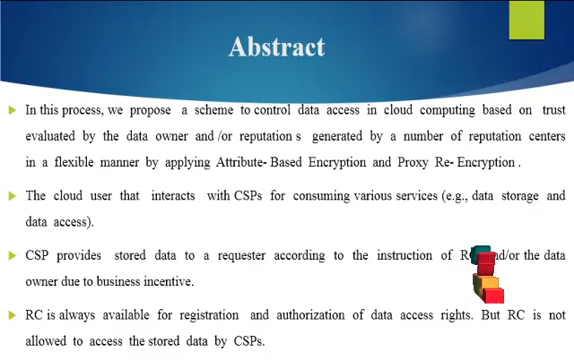 Abstract
In this process, we propose a scheme to control data access in cloud computing based on trust
evaluated by the data owner and /or reputation s generated by a number of reputation centers
in a flexible manner by applying Attribute- Based Encryption and Proxy Re- Encryption .
The cloud user that interacts with CSPs for consuming various services (e.g., data storage and
data access).
CSP provides stored data to a requester according to the instruction of the data
owner due to business incentive.
RC is always available for registration and authorization of data access rights. But RC is not
allowed to access the stored data by CSPs.